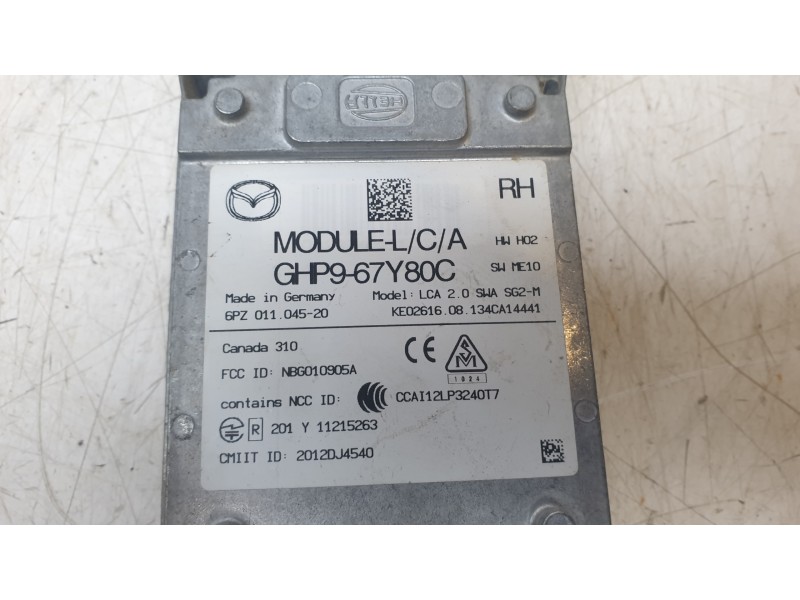 HELLA
RH
MODULE-L/C/A
HW H02
GHP9-67Y80C
SW ME10
Made in Germany
Model: LCA 2.0 SWA SG2-M
6PZ 011.045-20
KE02616.08.134CA14441
Canada 310
CE
FCC ID: NBG010905A
1024
contains NCC ID:
CCAI12LP3240T7
R 201 Y 11215263
CMIIT ID: 2012DJ4540